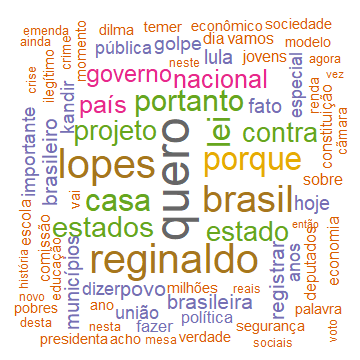 emenda dilma temer econômico sociedade
ainda pública golpe dia vamos modelo
crise ilegítimo crime momento neste lula jovens agora
governo nacional especial vez
kandir país portanto fato renda
importante brasileiro projeto lei contra constituição câmara
lopes quero porque sobre
vai casa brasil hoje
escola estados estado então
história comissão educação municípios reginaldo registrar anos deputados economia
novo dizer povo milhões reais
pobres ano união brasileira palavra
desta nesta fazer política segurança voto
presidenta acho mesa verdade sociais